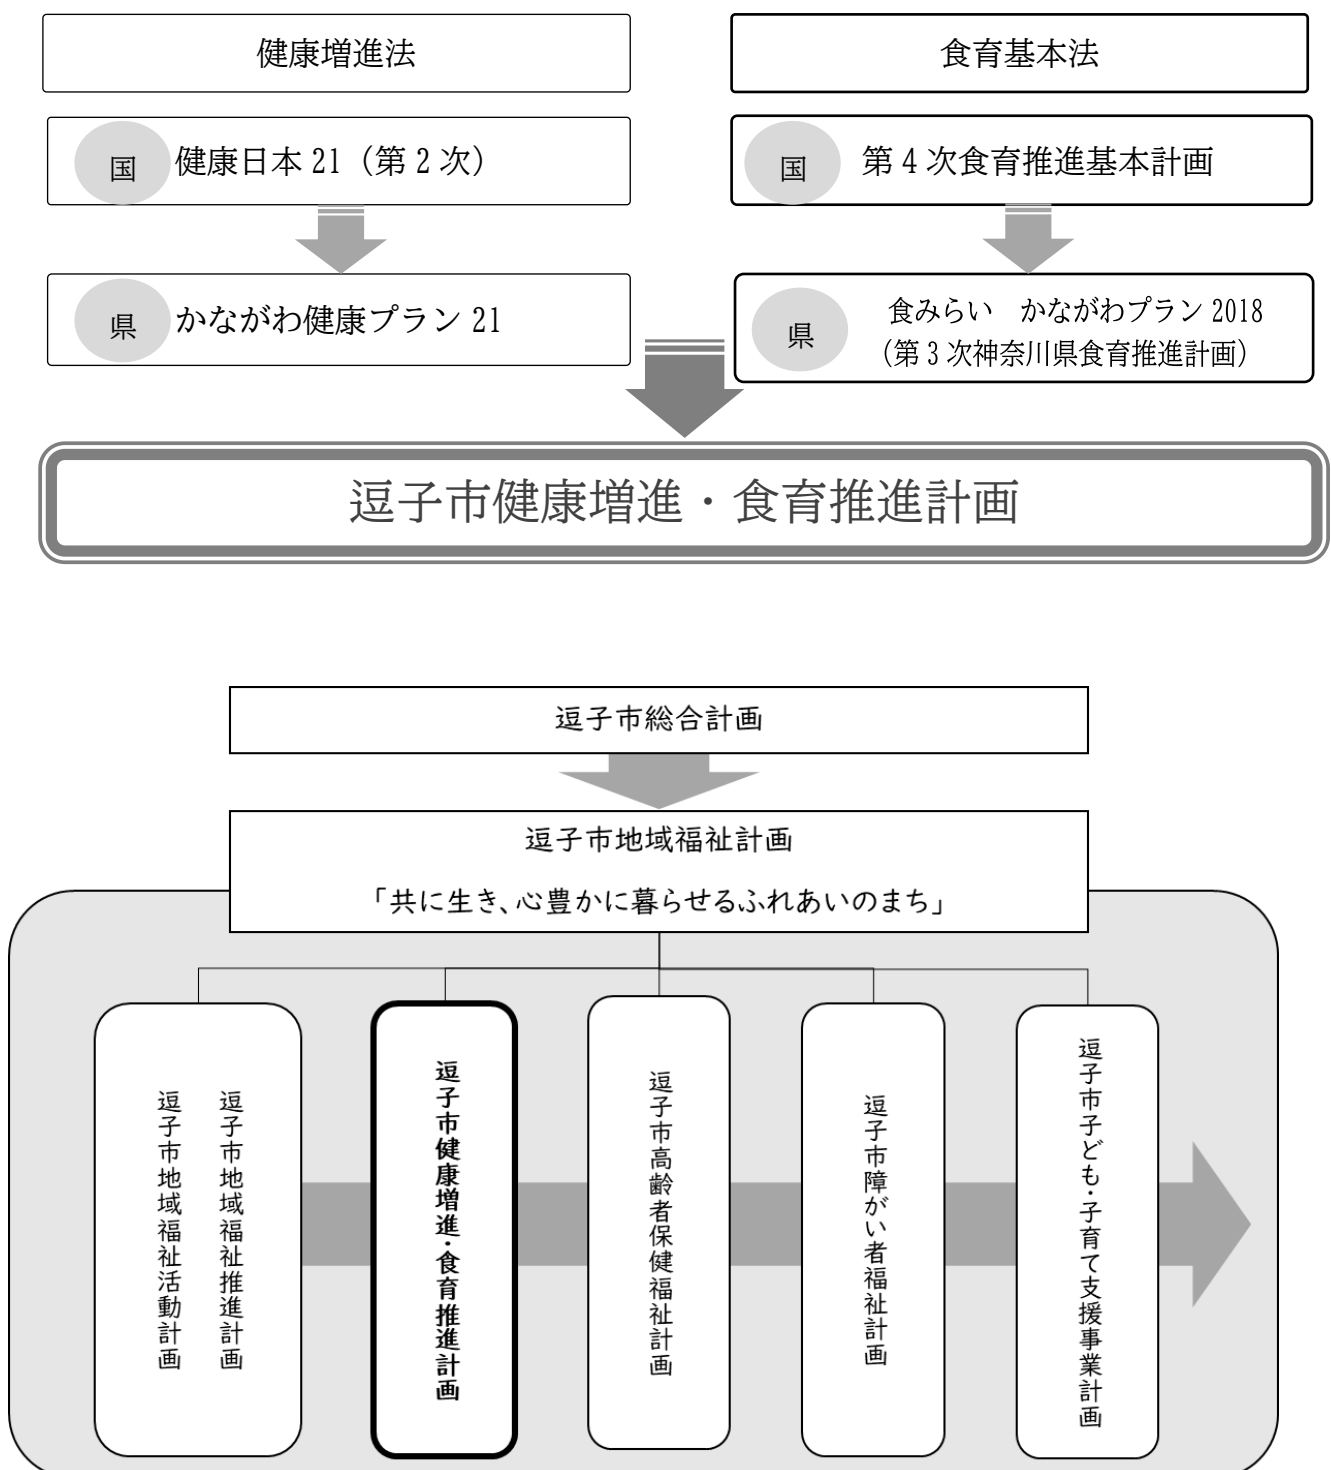 健康増進法
食育基本法
国 健康日本 21（第 2 次）
国 第 4 次食育推進基本計画
県 かながわ健康プラン 21
県 食みらい　かながわプラン 2018
（第 3 次神奈川県食育推進計画）
逗子市健康増進・食育推進計画
逗子市総合計画
逗子市地域福祉計画
「共に生き、心豊かに暮らせるふれあいのまち」
逗子市地域福祉推進計画
逗子市地域福祉活動計画
逗子市健康増進・食育推進計画
逗子市高齢者保健福祉計画
逗子市障がい者福祉計画
逗子市子ども・子育て支援事業計画